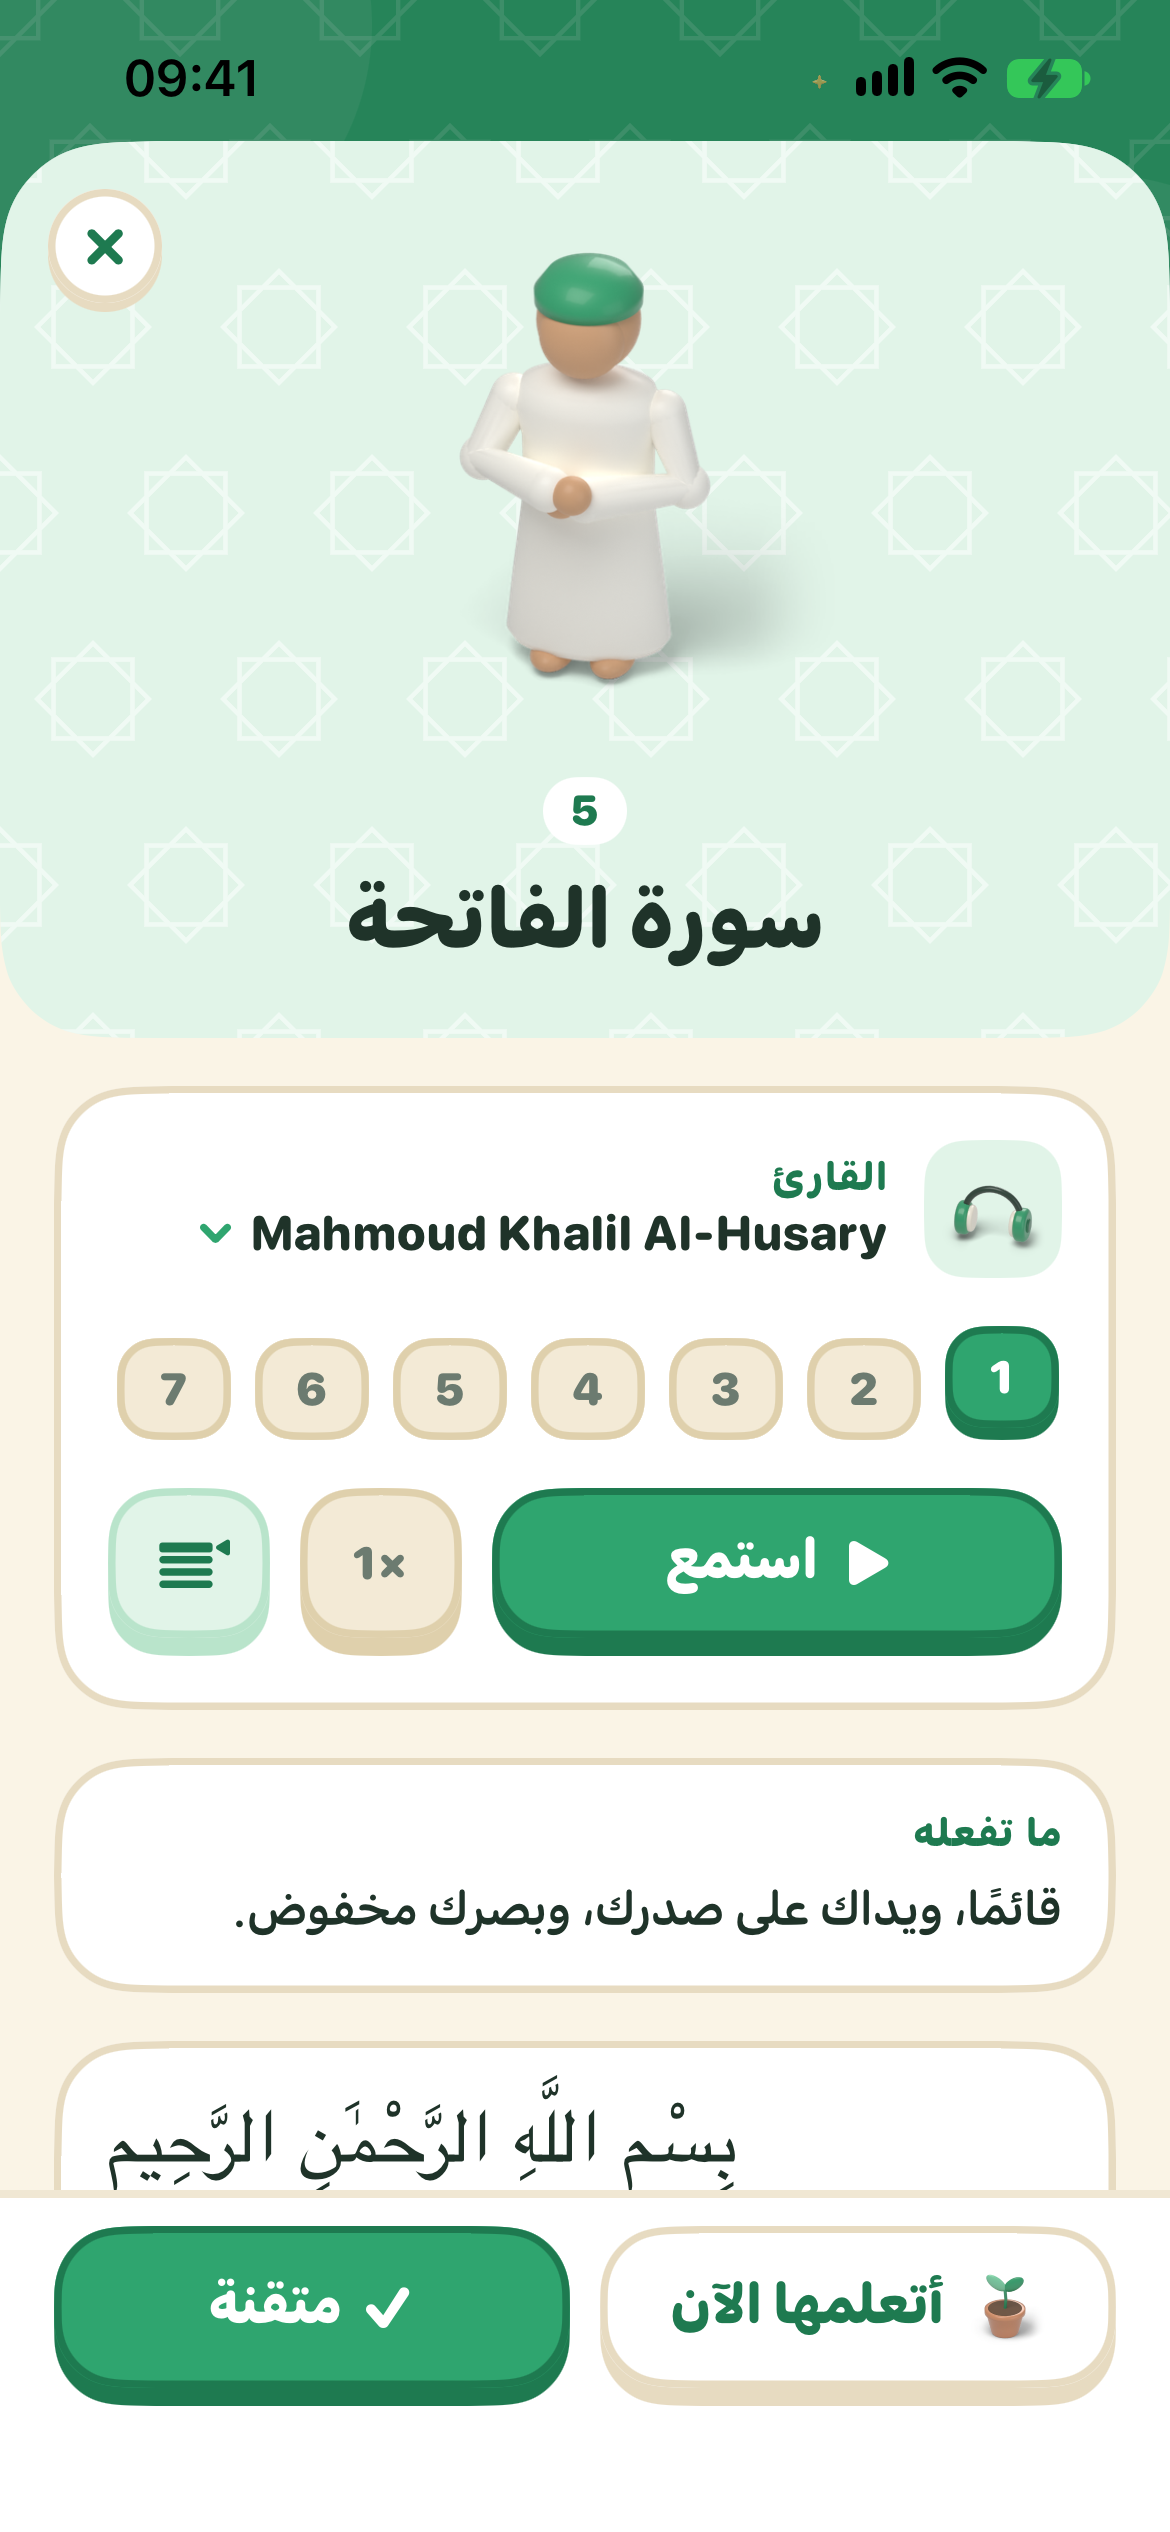 09:41
5
سورة الفاتحة
القارئ
Mahmoud Khalil Al-Husary
1 2 3 4 5 6 7
استمع
1×
ما تفعله
قائمًا، ويداك على صدرك، وبصرك مخفوض.
بِسْمِ اللَّهِ الرَّحْمَٰنِ الرَّحِيمِ
أتعلمها الآن
متقنة